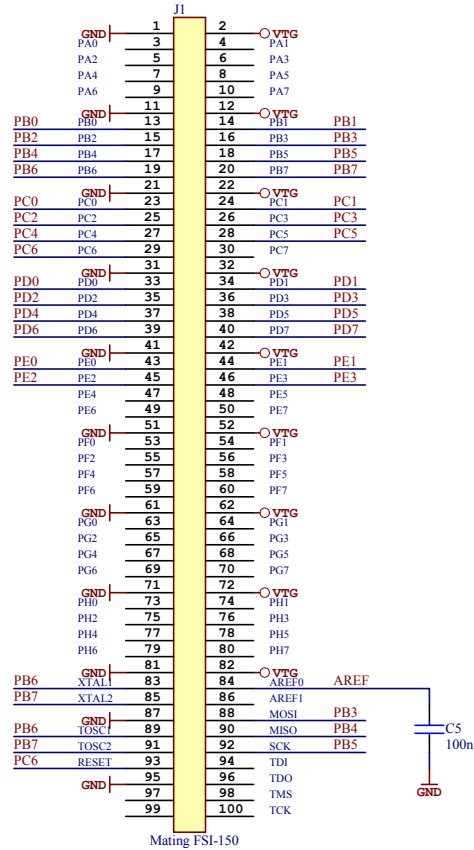 J1
GND 1 2 VTG
PA0 3 4 PA1
PA2 5 6 PA3
PA4 7 8 PA5
PA6 9 10 PA7
GND 11 12 VTG
PB0 PB0 13 14 PB1 PB1
PB2 PB2 15 16 PB3 PB3
PB4 PB4 17 18 PB5 PB5
PB6 PB6 19 20 PB7 PB7
GND 21 22 VTG
PC0 PC0 23 24 PC1 PC1
PC2 PC2 25 26 PC3 PC3
PC4 PC4 27 28 PC5 PC5
PC6 PC6 29 30 PC7
GND 31 32 VTG
PD0 PD0 33 34 PD1 PD1
PD2 PD2 35 36 PD3 PD3
PD4 PD4 37 38 PD5 PD5
PD6 PD6 39 40 PD7 PD7
GND 41 42 VTG
PE0 PE0 43 44 PE1 PE1
PE2 PE2 45 46 PE3 PE3
PE4 47 48 PE5
PE6 49 50 PE7
GND 51 52 VTG
PF0 53 54 PF1
PF2 55 56 PF3
PF4 57 58 PF5
PF6 59 60 PF7
GND 61 62 VTG
PG0 63 64 PG1
PG2 65 66 PG3
PG4 67 68 PG5
PG6 69 70 PG7
GND 71 72 VTG
PH0 73 74 PH1
PH2 75 76 PH3
PH4 77 78 PH5
PH6 79 80 PH7
GND 81 82 VTG
PB6 XTAL1 83 84 AREF0 AREF
PB7 XTAL2 85 86 AREF1
GND 87 88 MOSI PB3
PB6 TOSC1 89 90 MISO PB4
PB7 TOSC2 91 92 SCK PB5
PC6 RESET 93 94 TDI
GND 95 96 TDO
97 98 TMS
99 100 TCK
C5
100n
GND
Mating FSI-150